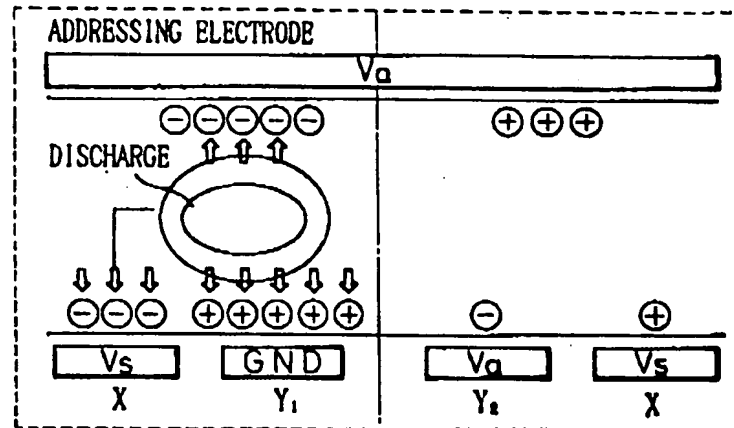 ADDRESSING ELECTRODE
Va
⊖⊖⊖⊖⊖ ⊕⊕⊕
DISCHARGE
⊖⊖⊖ ⊕⊕⊕⊕⊕ ⊖ ⊕
Vs GND Va Vs
X Y₁ Y₂ X